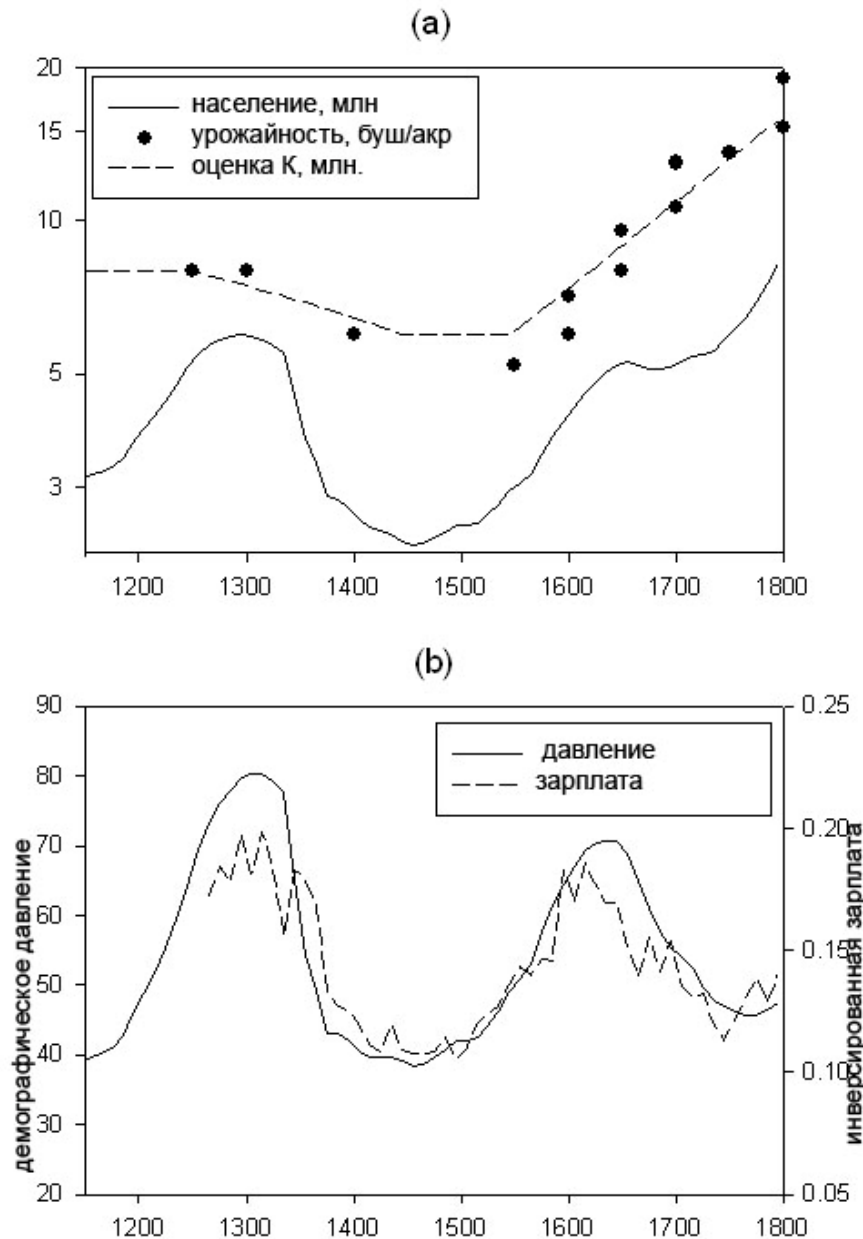 (a)
20
15
10
5
3
население, млн
урожайность, буш/акр
оценка K, млн.
1200 1300 1400 1500 1600 1700 1800
(b)
90
80
70
60
50
40
30
20
демографическое давление
давление
зарплата
0.25
0.20
0.15
0.10
0.05
инверсированная зарплата
1200 1300 1400 1500 1600 1700 1800